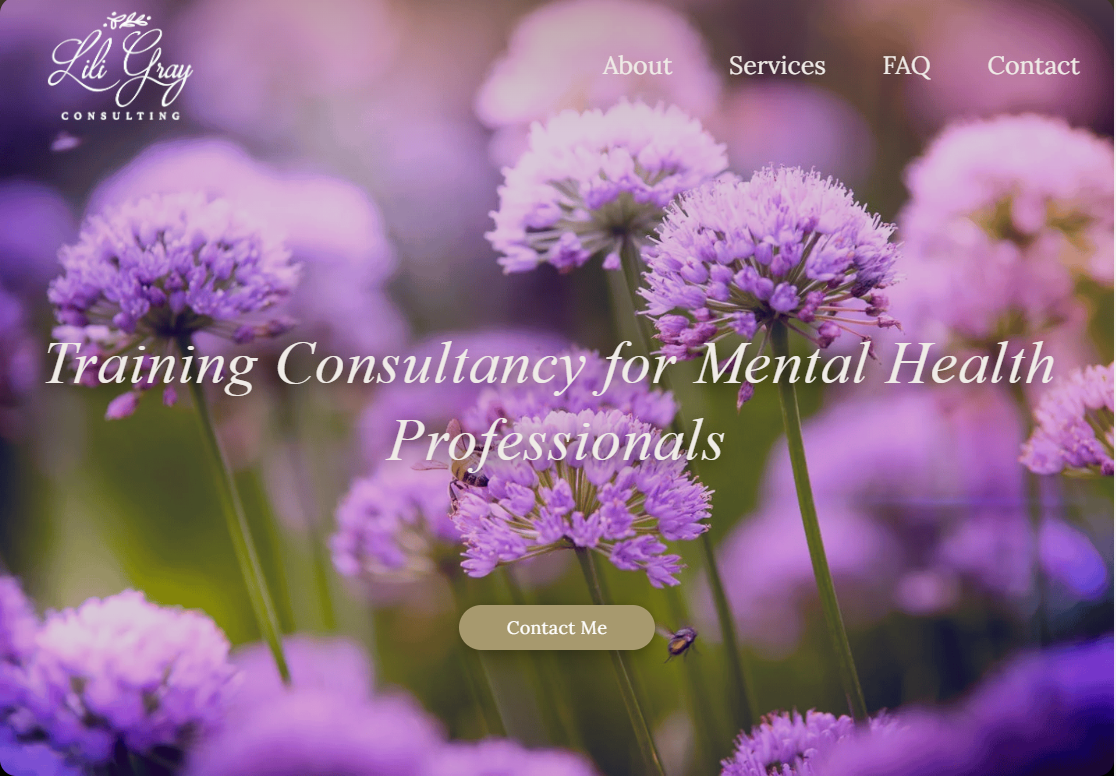 Lili Gray
CONSULTING
About Services FAQ Contact
Training Consultancy for Mental Health
Professionals
Contact Me